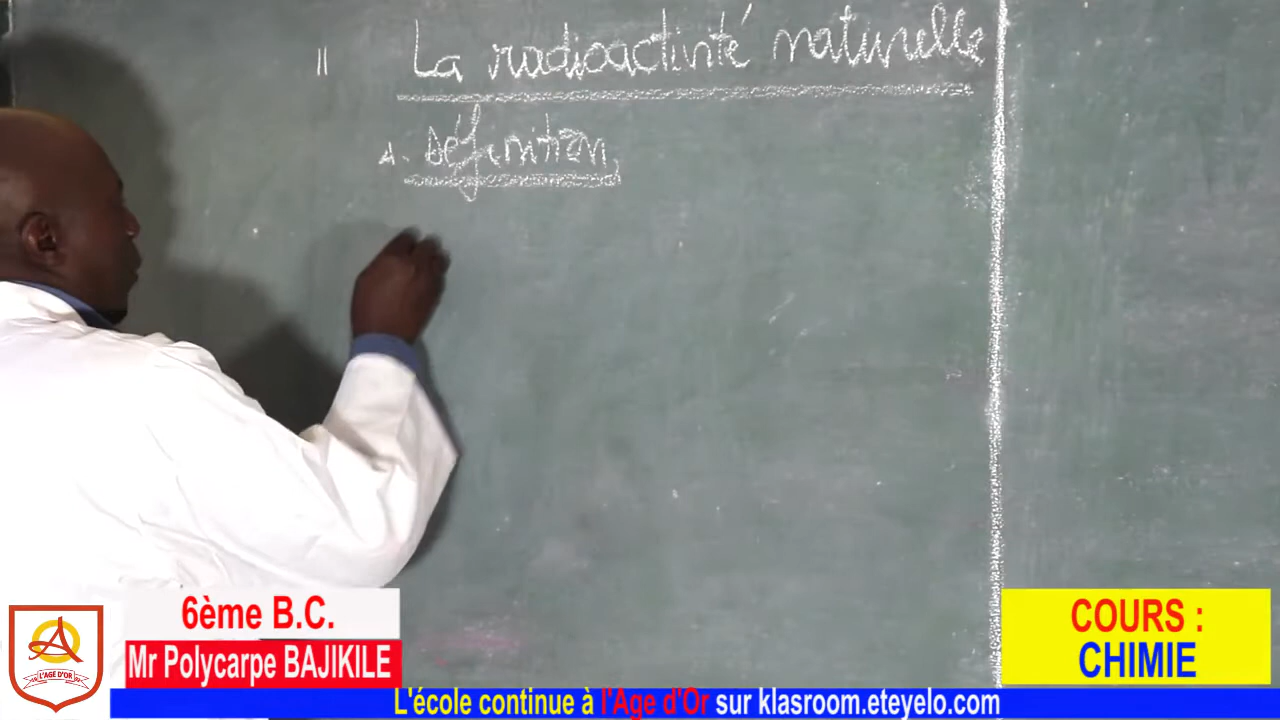 II La radioactivité naturelle
A. Définition,
6ème B.C.
Mr Polycarpe BAJIKILE
COURS :
CHIMIE
L'AGE D'OR
L'école continue à l'Age d'Or sur klasroom.eteyelo.com